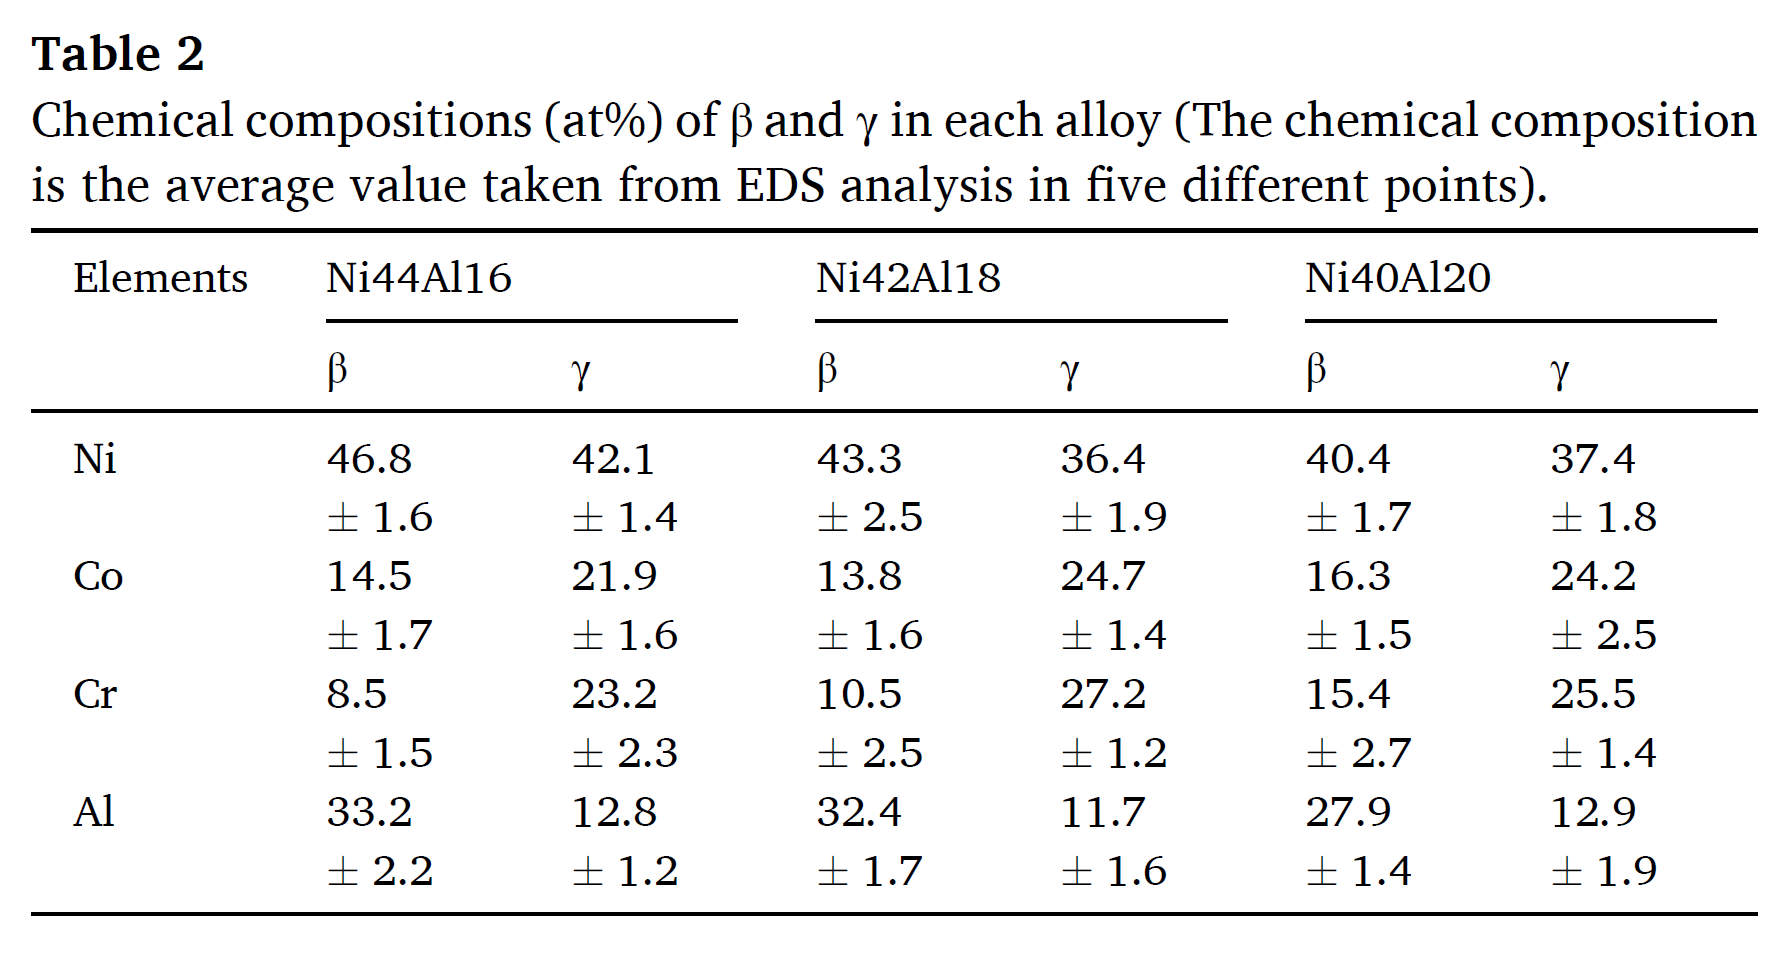 Table 2
Chemical compositions (at%) of β and γ in each alloy (The chemical composition
is the average value taken from EDS analysis in five different points).
Elements Ni44Al16 Ni42Al18 Ni40Al20
β γ β γ β γ
Ni 46.8 42.1 43.3 36.4 40.4 37.4
± 1.6 ± 1.4 ± 2.5 ± 1.9 ± 1.7 ± 1.8
Co 14.5 21.9 13.8 24.7 16.3 24.2
± 1.7 ± 1.6 ± 1.6 ± 1.4 ± 1.5 ± 2.5
Cr 8.5 23.2 10.5 27.2 15.4 25.5
± 1.5 ± 2.3 ± 2.5 ± 1.2 ± 2.7 ± 1.4
Al 33.2 12.8 32.4 11.7 27.9 12.9
± 2.2 ± 1.2 ± 1.7 ± 1.6 ± 1.4 ± 1.9